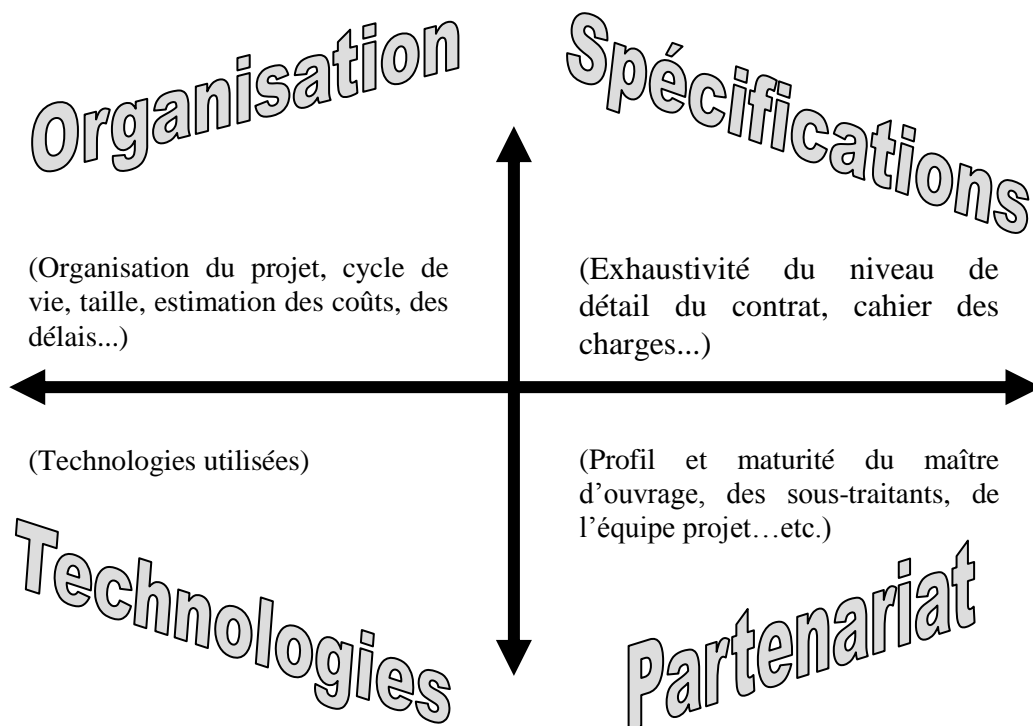 Organisation
Spécifications
(Organisation du projet, cycle de
vie, taille, estimation des coûts, des
délais...)
(Exhaustivité du niveau de
détail du contrat, cahier des
charges...)
(Technologies utilisées)
(Profil et maturité du maître
d’ouvrage, des sous-traitants, de
l’équipe projet…etc.)
Technologies
Partenariat